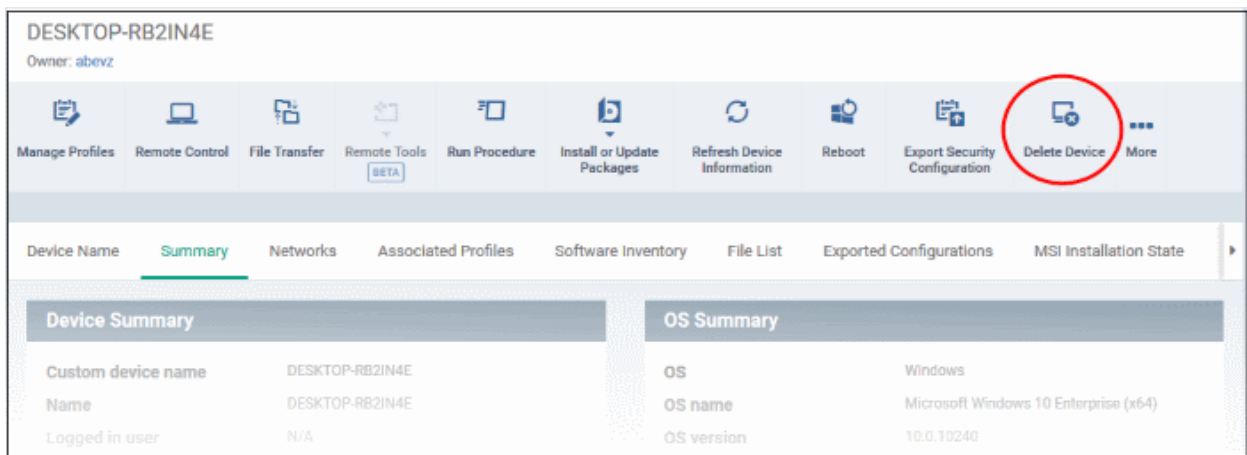 DESKTOP-RB2IN4E
Owner: abevz
Manage Profiles
Remote Control
File Transfer
Remote Tools
BETA
Run Procedure
Install or Update
Packages
Refresh Device
Information
Reboot
Export Security
Configuration
Delete Device
More
Device Name
Summary
Networks
Associated Profiles
Software Inventory
File List
Exported Configurations
MSI Installation State
Device Summary
Custom device name DESKTOP-RB2IN4E
Name DESKTOP-RB2IN4E
Logged in user N/A
OS Summary
OS Windows
OS name Microsoft Windows 10 Enterprise (x64)
OS version 10.0.10240